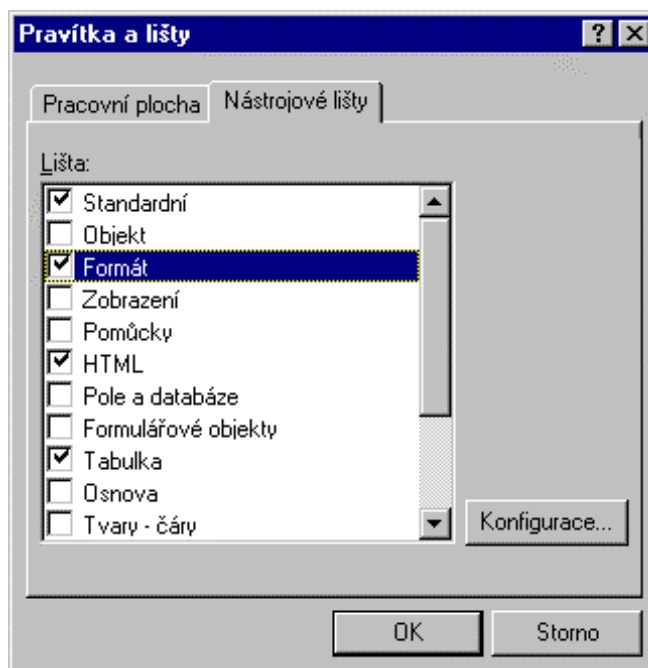 Pravítka a lišty
Pracovní plocha
Nástrojové lišty
Lišta:
Standardní
Objekt
Formát
Zobrazení
Pomůcky
HTML
Pole a databáze
Formulářové objekty
Tabulka
Osnova
Tvary - čáry
Konfigurace...
OK
Storno